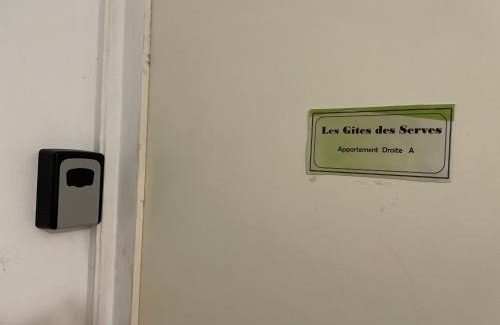 Les Gîtes des Serves
Appartement Droite A